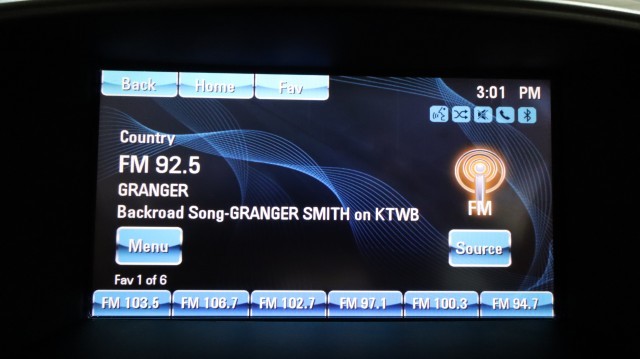 Back Home Fav
3:01 PM
Country
FM 92.5
GRANGER
Backroad Song-GRANGER SMITH on KTWB
FM
Menu
Source
Fav 1 of 6
FM 103.5 FM 106.7 FM 102.7 FM 97.1 FM 100.3 FM 94.7